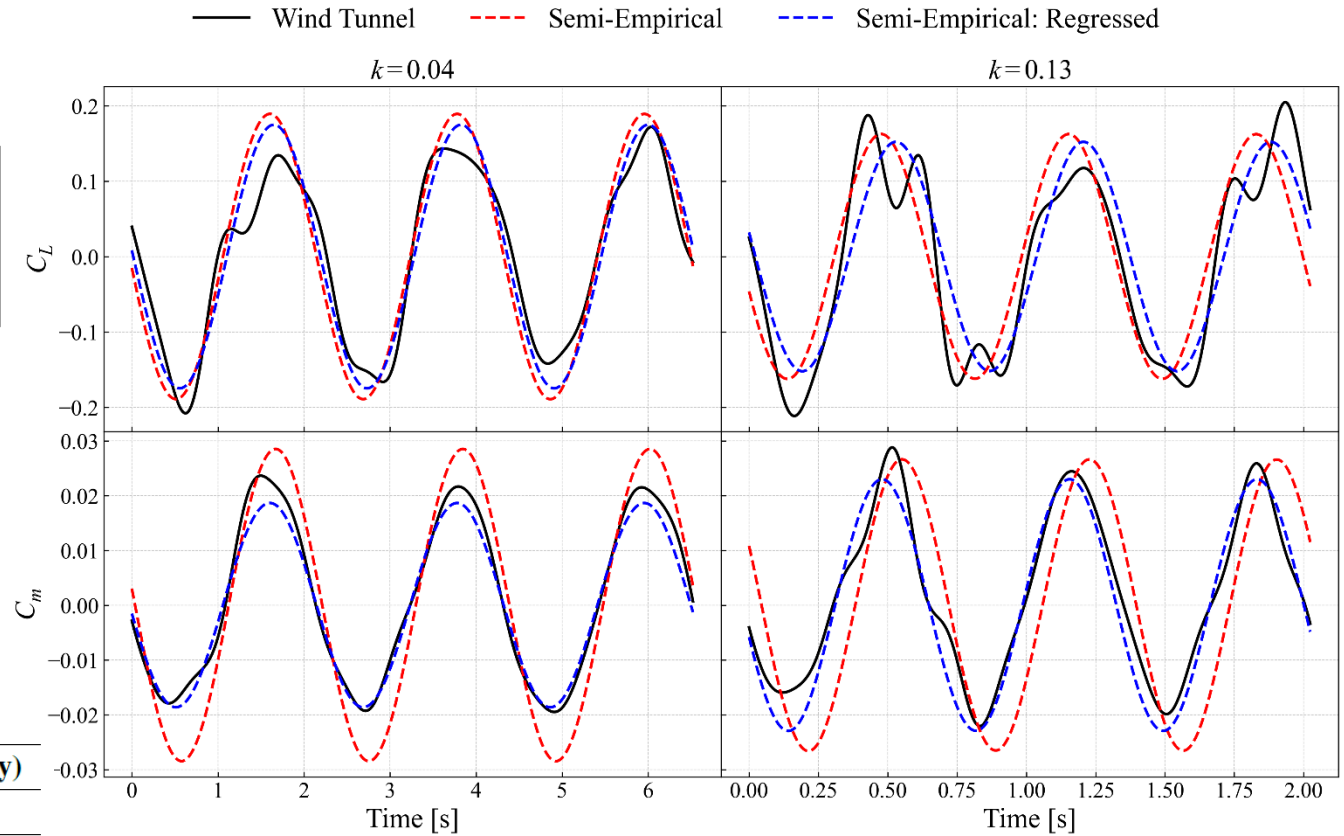 Wind Tunnel Semi-Empirical Semi-Empirical: Regressed
k=0.04 k=0.13
0.2
0.1
0.0
−0.1
−0.2
C_L
0.03
0.02
0.01
0.00
−0.01
−0.02
−0.03
C_m
y)
0 1 2 3 4 5 6 0.00 0.25 0.50 0.75 1.00 1.25 1.50 1.75 2.00
Time [s] Time [s]